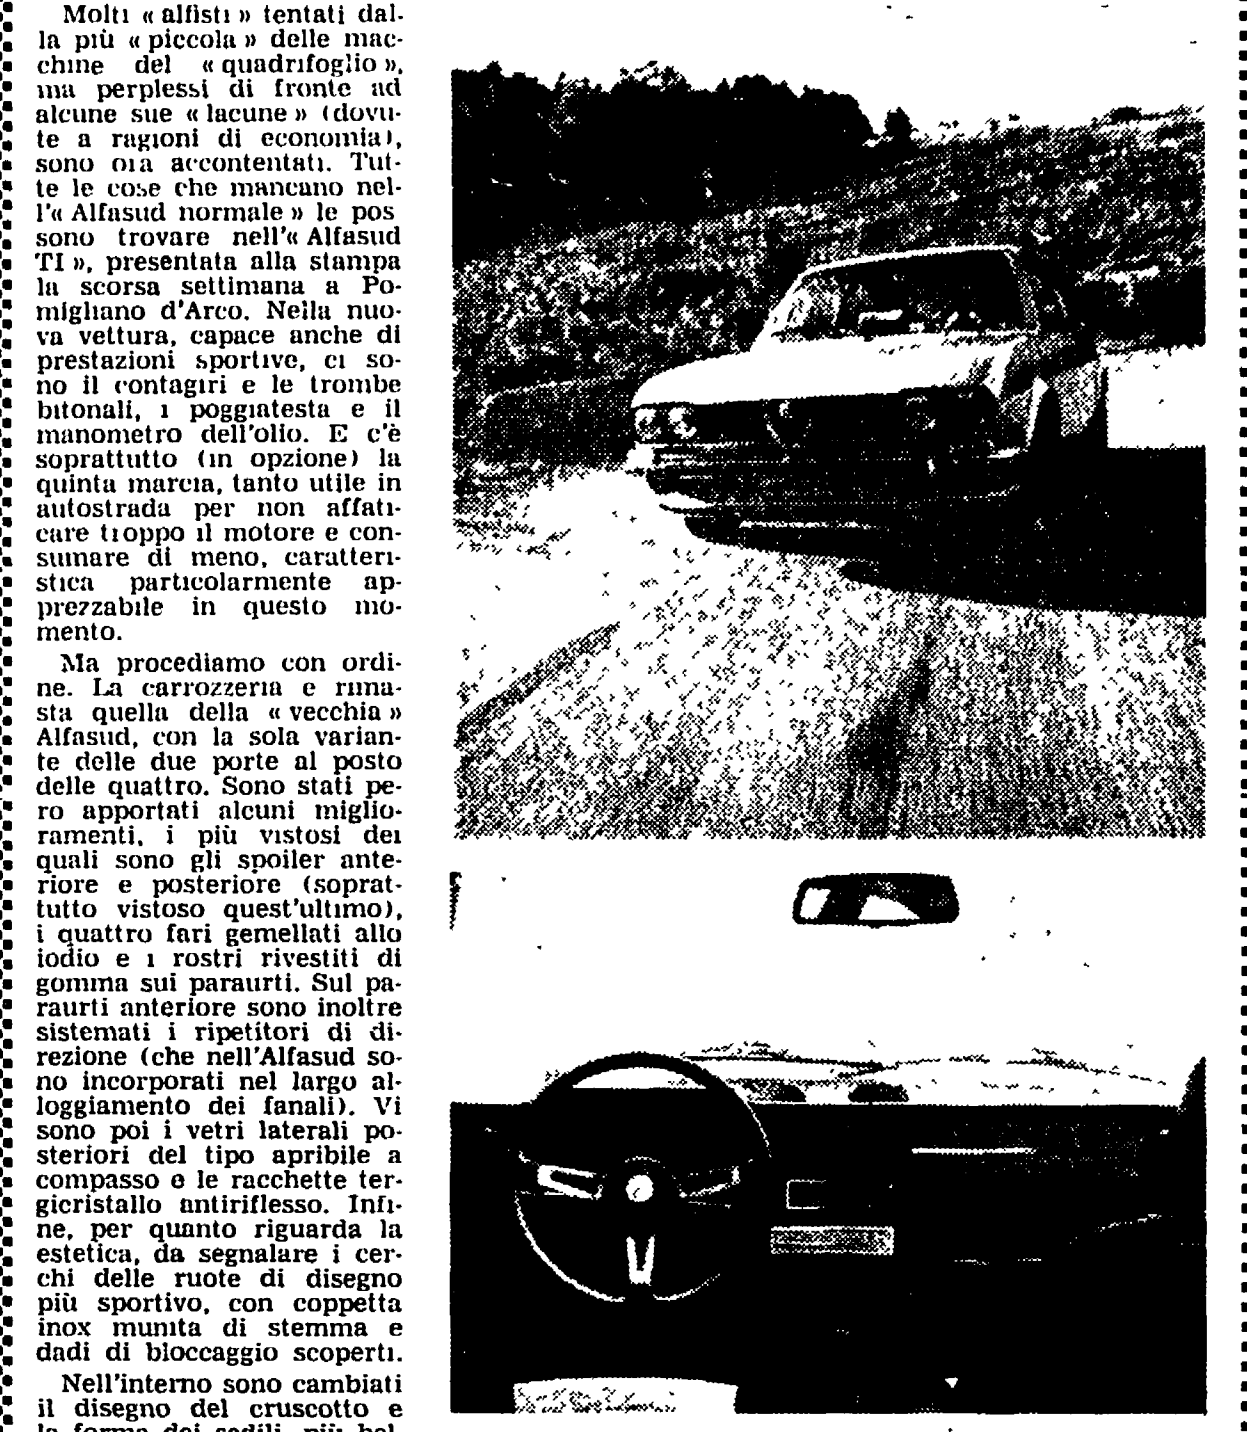 Molti « alfisti » tentati dal-
la più « piccola » delle mac-
chine del « quadrifoglio »,
ma perplessi di fronte ad
alcune sue « lacune » (dovu-
te a ragioni di economia),
sono ora accontentati. Tut-
te le cose che mancano nel-
l'« Alfasud normale » le pos
sono trovare nell'« Alfasud
TI », presentata alla stampa
la scorsa settimana a Po-
migliano d'Arco. Nella nuo-
va vettura, capace anche di
prestazioni sportive, ci so-
no il contagiri e le trombe
bitonali, i poggiatesta e il
manometro dell'olio. E c'è
soprattutto (in opzione) la
quinta marcia, tanto utile in
autostrada per non affati-
care troppo il motore e con-
sumare di meno, caratteri-
stica particolarmente ap-
prezzabile in questo mo-
mento.
Ma procediamo con ordi-
ne. La carrozzeria e rima-
sta quella della « vecchia »
Alfasud, con la sola varian-
te delle due porte al posto
delle quattro. Sono stati pe-
ro apportati alcuni miglio-
ramenti, i più vistosi dei
quali sono gli spoiler ante-
riore e posteriore (soprat-
tutto vistoso quest'ultimo),
i quattro fari gemellati allo
iodio e i rostri rivestiti di
gomma sui paraurti. Sul pa-
raurti anteriore sono inoltre
sistemati i ripetitori di di-
rezione (che nell'Alfasud so-
no incorporati nel largo al-
loggiamento dei fanali). Vi
sono poi i vetri laterali po-
steriori del tipo apribile a
compasso e le racchette ter-
gicristallo antiriflesso. Infi-
ne, per quanto riguarda la
estetica, da segnalare i cer-
chi delle ruote di disegno
più sportivo, con coppetta
inox munita di stemma e
dadi di bloccaggio scoperti.
Nell'interno sono cambiati
il disegno del cruscotto e
la forma dei sedili, più